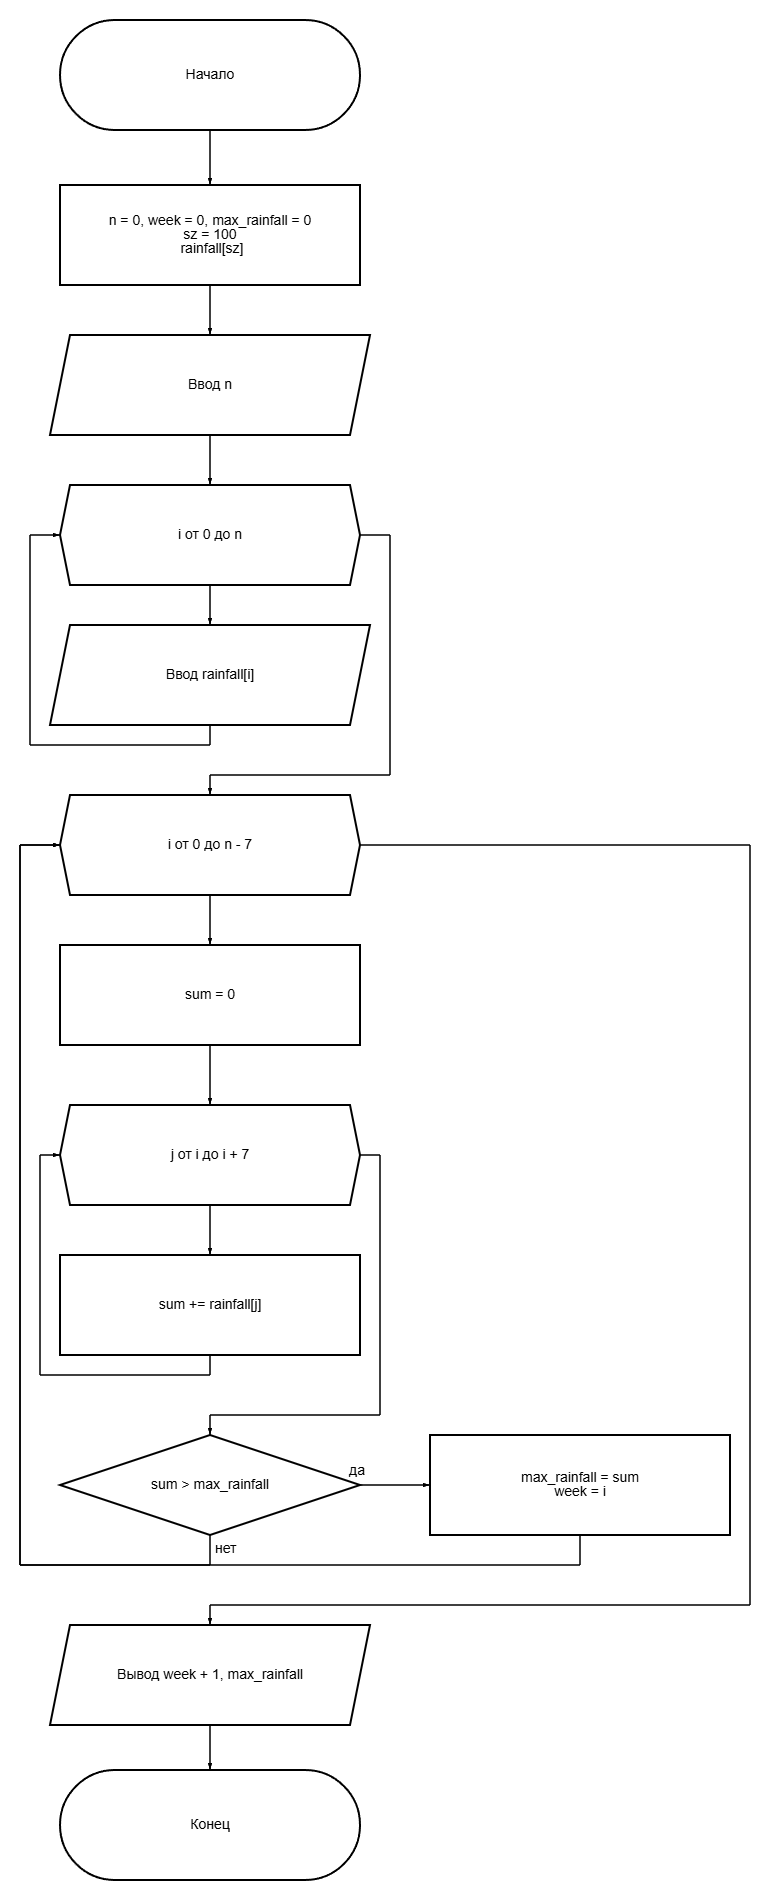 Начало
n = 0, week = 0, max_rainfall = 0
sz = 100
rainfall[sz]
Ввод n
i от 0 до n
Ввод rainfall[i]
i от 0 до n - 7
sum = 0
j от i до i + 7
sum += rainfall[j]
sum > max_rainfall
да
max_rainfall = sum
week = i
нет
Вывод week + 1, max_rainfall
Конец